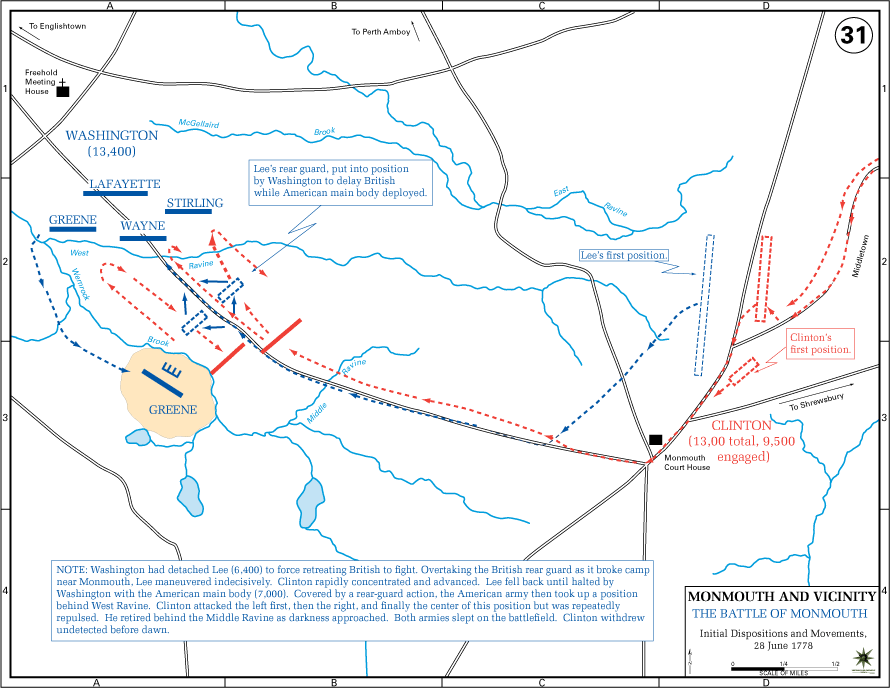 A
B
C
D
To Englishtown
To Perth Amboy
31
Freehold
Meeting
House
1
1
McGellaird
Brook
WASHINGTON
(13,400)
Lee's rear guard, put into position
by Washington to delay British
while American main body deployed.
LAFAYETTE
STIRLING
East
Ravine
GREENE
WAYNE
Middletown
2
2
West
Ravine
Lee's first position.
Wemrock
Brook
Clinton's
first position.
Ravine
Middle
E
GREENE
To Shrewsbury
3
3
CLINTON
(13,00 total, 9,500
engaged)
Monmouth
Court House
NOTE: Washington had detached Lee (6,400) to force retreating British to fight. Overtaking the British rear guard as it broke camp
near Monmouth, Lee maneuvered indecisively. Clinton rapidly concentrated and advanced. Lee fell back until halted by
Washington with the American main body (7,000). Covered by a rear-guard action, the American army then took up a position
behind West Ravine. Clinton attacked the left first, then the right, and finally the center of this position but was repeatedly
repulsed. He retired behind the Middle Ravine as darkness approached. Both armies slept on the battlefield. Clinton withdrew
undetected before dawn.
4
4
MONMOUTH AND VICINITY
THE BATTLE OF MONMOUTH
Initial Dispositions and Movements,
28 June 1778
0
1/4
1/2
SCALE OF MILES
A
B
C
D